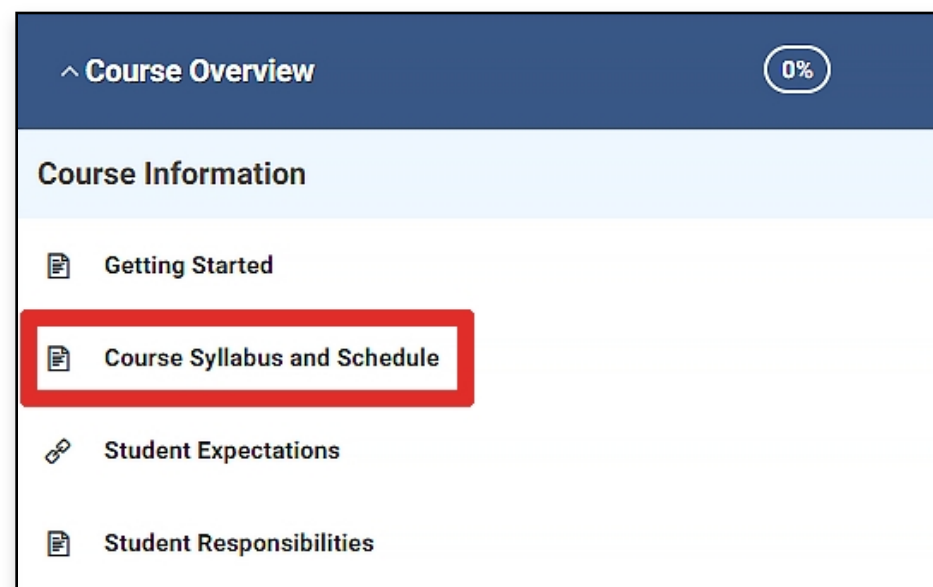 Course Overview
0%
Course Information
Getting Started
Course Syllabus and Schedule
Student Expectations
Student Responsibilities